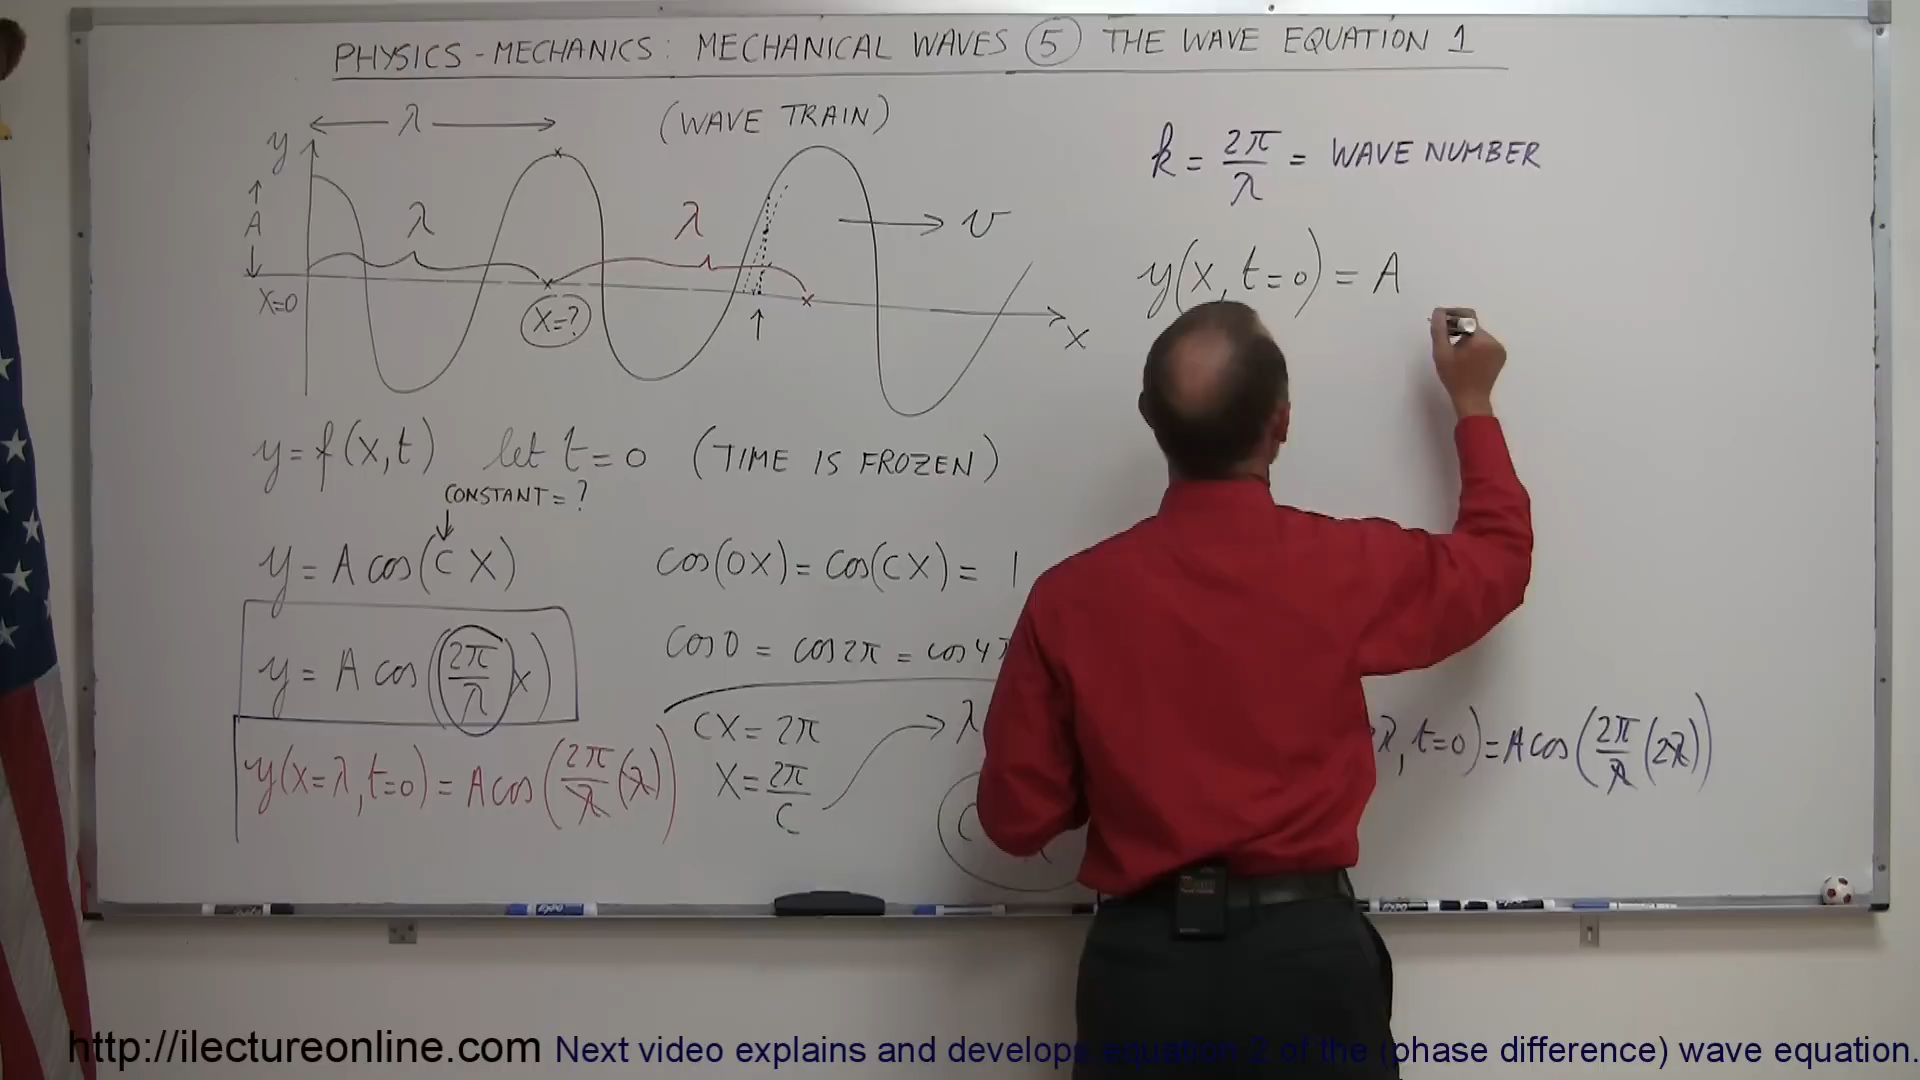 PHYSICS - MECHANICS: MECHANICAL WAVES 5 THE WAVE EQUATION 1
λ
(WAVE TRAIN)
y
k = 2π/λ = WAVE NUMBER
A
λ
λ
v
X=0
X=?
X
y(x, t=0) = A
y = f(x,t) let t = 0 (TIME IS FROZEN)
CONSTANT = ?
y = A cos(C X)
cos(0X) = cos(CX) = 1
y = A cos(2π/λ x)
cos 0 = cos 2π = cos 4π
CX = 2π
λ
X = 2π/C
y(x=λ, t=0) = A cos(2π/λ (λ))
λ, t=0) = A cos(2π/λ (2λ))
http://ilectureonline.com Next video explains and develops equation 2 of the (phase difference) wave equation.